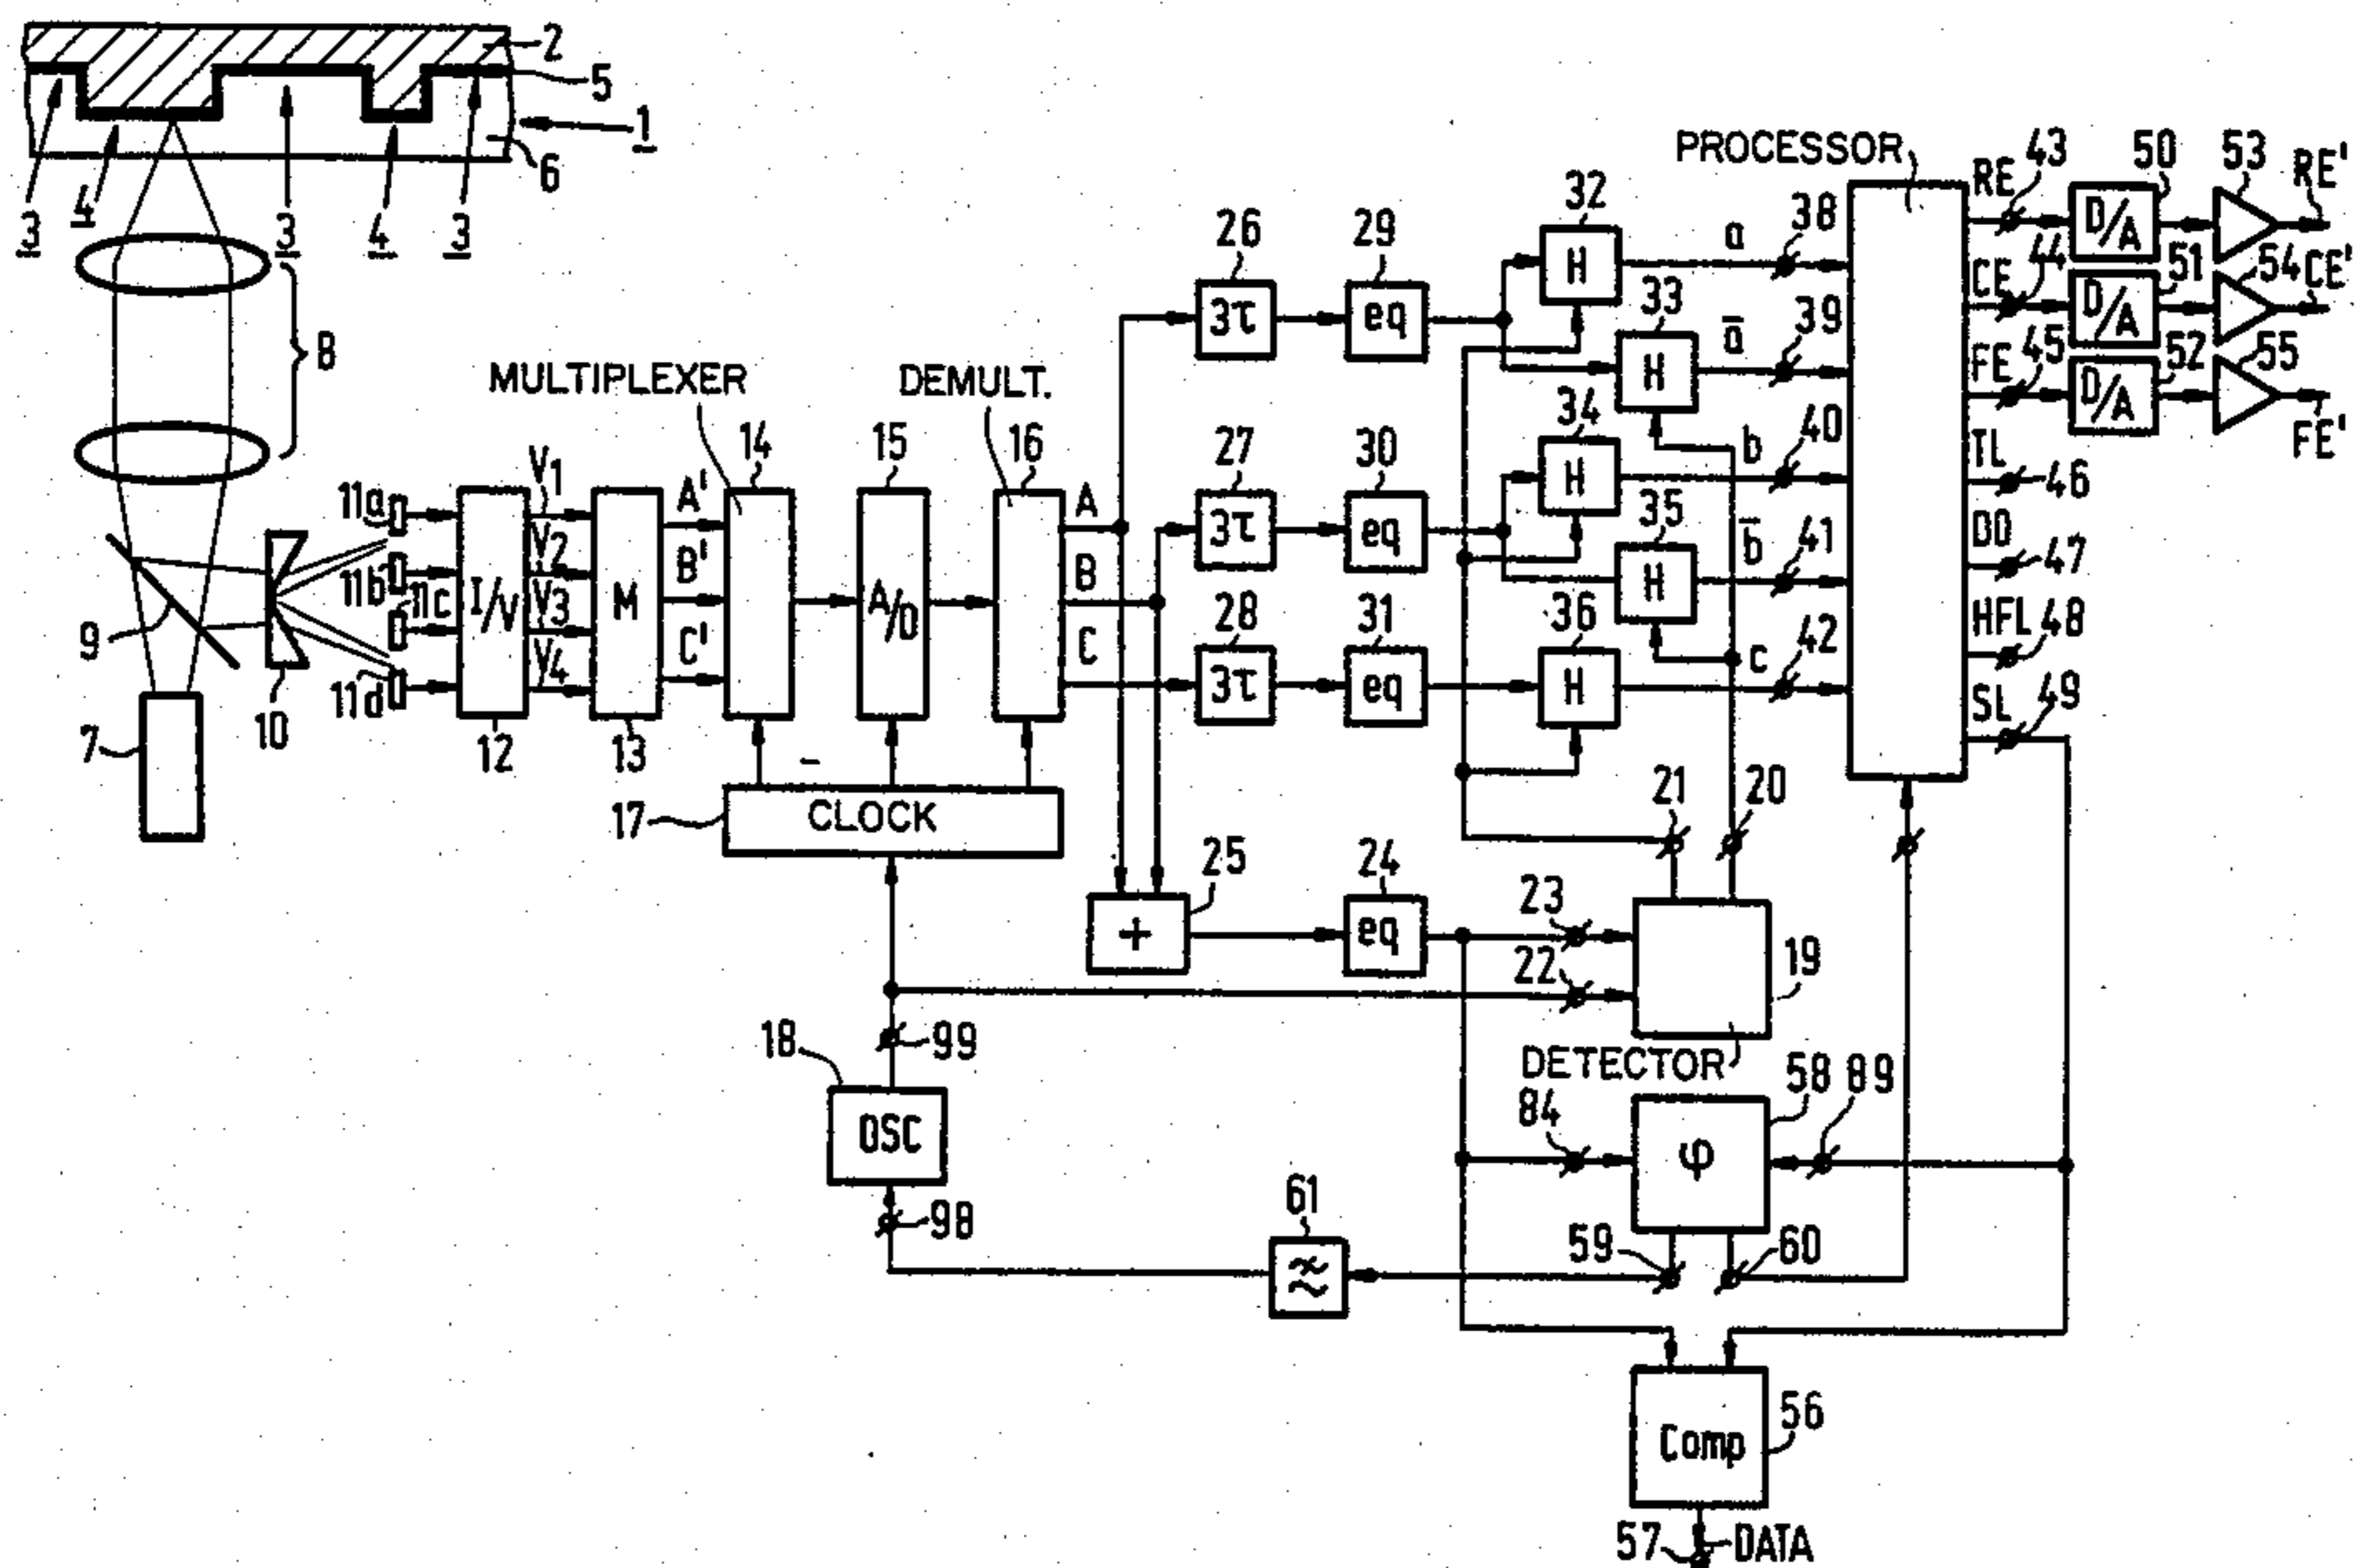 2
5
1
6
3
4
3
4
3
8
9
7
10
11a
11b
11c
11d
I/V
12
V1
V2
V3
V4
M
13
A'
B'
C'
MULTIPLEXER
14
15
A/D
DEMULT.
16
A
B
C
17
CLOCK
18
OSC
99
98
26
3τ
29
eq
27
3τ
30
eq
28
3τ
31
eq
32
H
33
H
34
H
35
H
36
H
a
38
ā
39
b
40
b̄
41
c
42
PROCESSOR
RE
43
CE
44
FE
45
TL
46
DO
47
HFL
48
SL
49
50
D/A
51
D/A
52
D/A
53
RE'
54
CE'
55
FE'
21
20
25
+
24
eq
23
22
19
DETECTOR
58
89
84
φ
59
60
61
≈
Comp
56
57
DATA